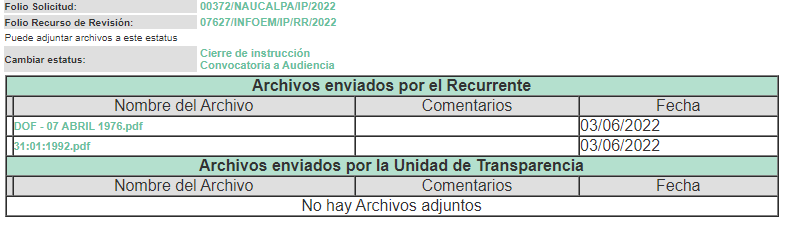 Folio Solicitud: 00372/NAUCALPA/IP/2022
Folio Recurso de Revisión: 07627/INFOEM/IP/RR/2022
Puede adjuntar archivos a este estatus
Cambiar estatus: Cierre de instrucción
Convocatoria a Audiencia
Archivos enviados por el Recurrente
Nombre del Archivo Comentarios Fecha
DOF - 07 ABRIL 1976.pdf 03/06/2022
31:01:1992.pdf 03/06/2022
Archivos enviados por la Unidad de Transparencia
Nombre del Archivo Comentarios Fecha
No hay Archivos adjuntos